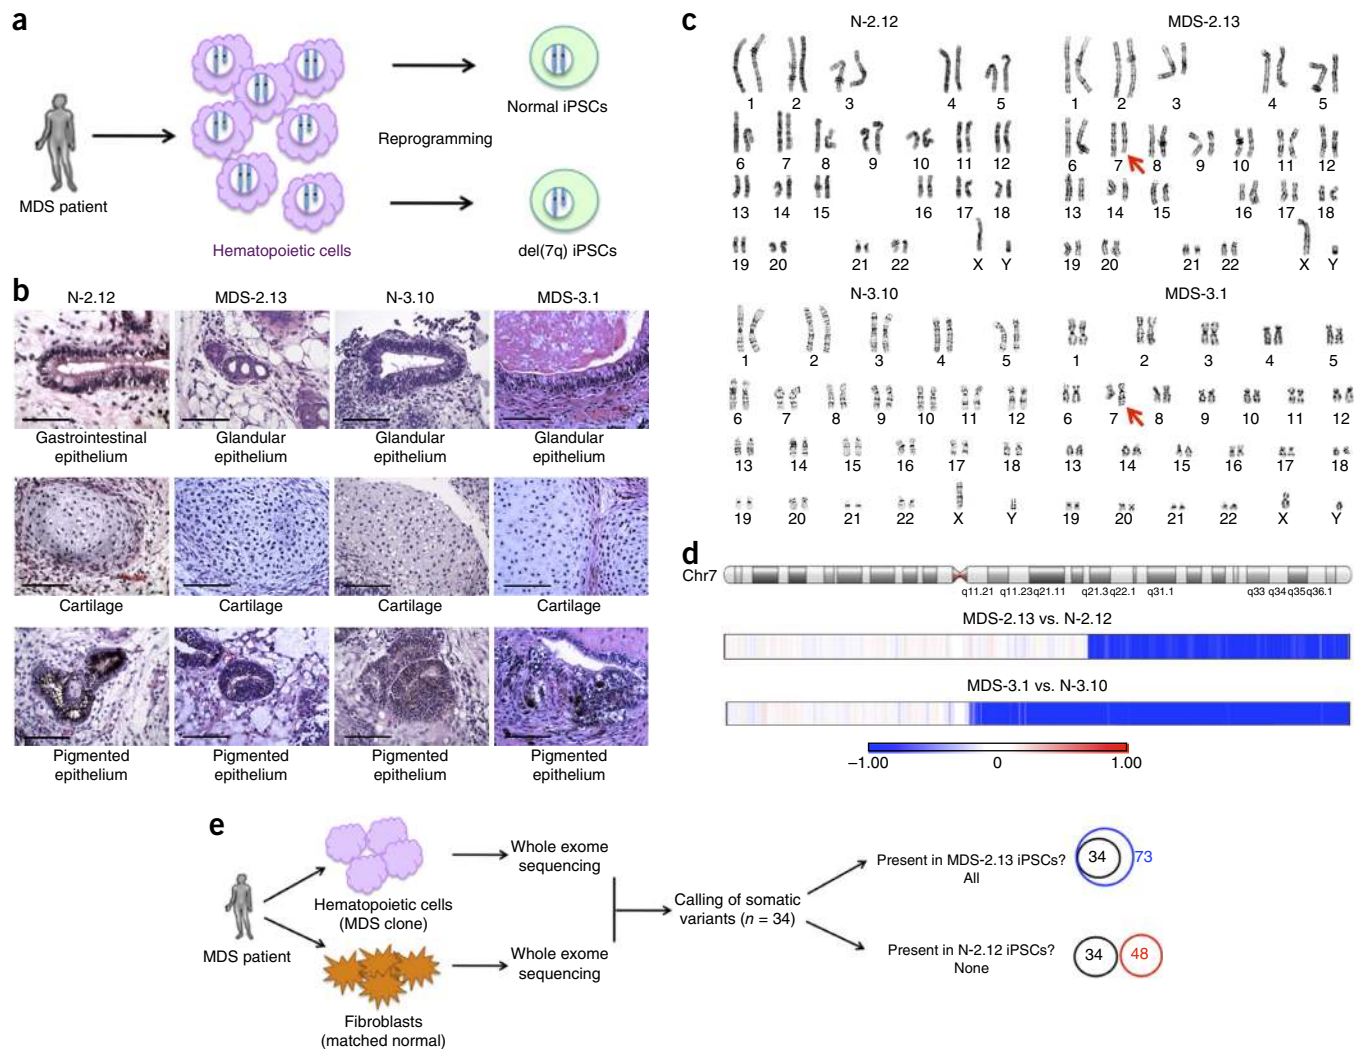 a
MDS patient
Hematopoietic cells
Reprogramming
Normal iPSCs
del(7q) iPSCs
b
N-2.12 MDS-2.13 N-3.10 MDS-3.1
Gastrointestinal epithelium
Glandular epithelium
Glandular epithelium
Glandular epithelium
Cartilage Cartilage Cartilage Cartilage
Pigmented epithelium
Pigmented epithelium
Pigmented epithelium
Pigmented epithelium
c
N-2.12
1 2 3 4 5
6 7 8 9 10 11 12
13 14 15 16 17 18
19 20 21 22 X Y
MDS-2.13
1 2 3 4 5
6 7 8 9 10 11 12
13 14 15 16 17 18
19 20 21 22 X Y
N-3.10
1 2 3 4 5
6 7 8 9 10 11 12
13 14 15 16 17 18
19 20 21 22 X Y
MDS-3.1
1 2 3 4 5
6 7 8 9 10 11 12
13 14 15 16 17 18
19 20 21 22 X Y
d
Chr7
q11.21 q11.23 q21.11 q21.3 q22.1 q31.1 q33 q34 q35 q36.1
MDS-2.13 vs. N-2.12
MDS-3.1 vs. N-3.10
–1.00 0 1.00
e
MDS patient
Hematopoietic cells
(MDS clone)
Fibroblasts
(matched normal)
Whole exome
sequencing
Whole exome
sequencing
Calling of somatic
variants (n = 34)
Present in MDS-2.13 iPSCs?
All
34 73
Present in N-2.12 iPSCs?
None
34 48